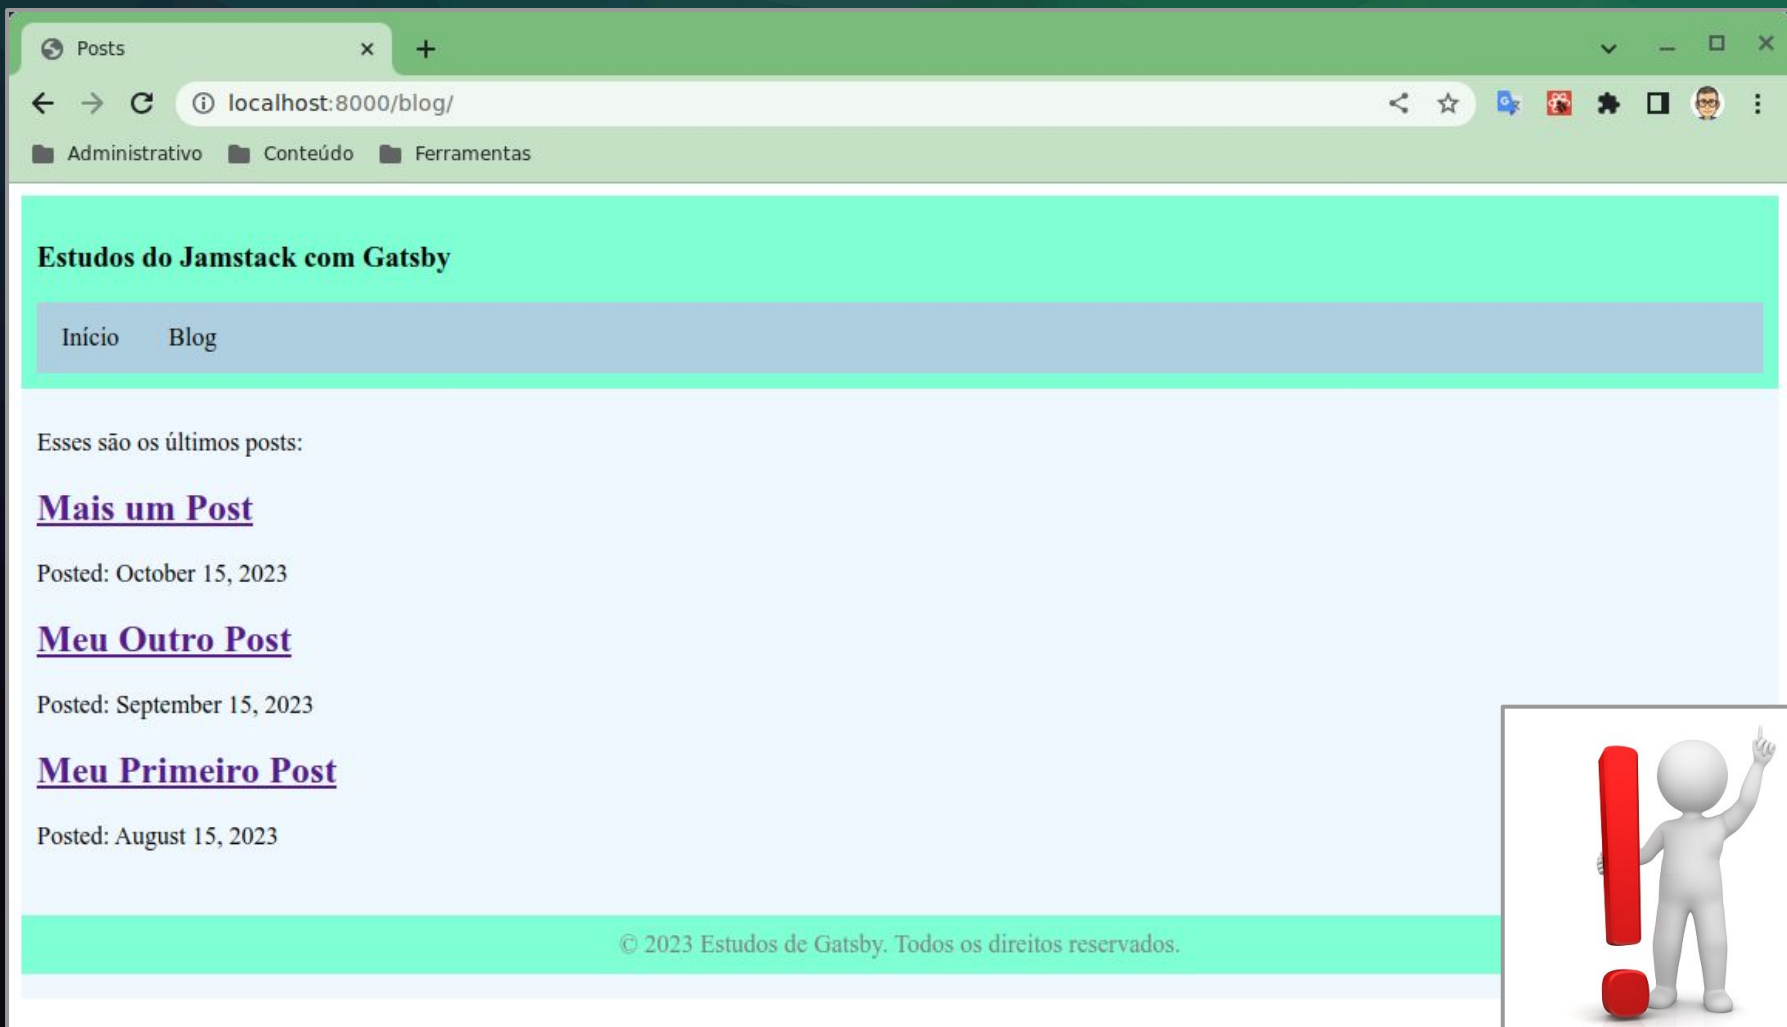 Posts
localhost:8000/blog/
Administrativo Conteúdo Ferramentas
Estudos do Jamstack com Gatsby
Início Blog
Esses são os últimos posts:
Mais um Post
Posted: October 15, 2023
Meu Outro Post
Posted: September 15, 2023
Meu Primeiro Post
Posted: August 15, 2023
© 2023 Estudos de Gatsby. Todos os direitos reservados.